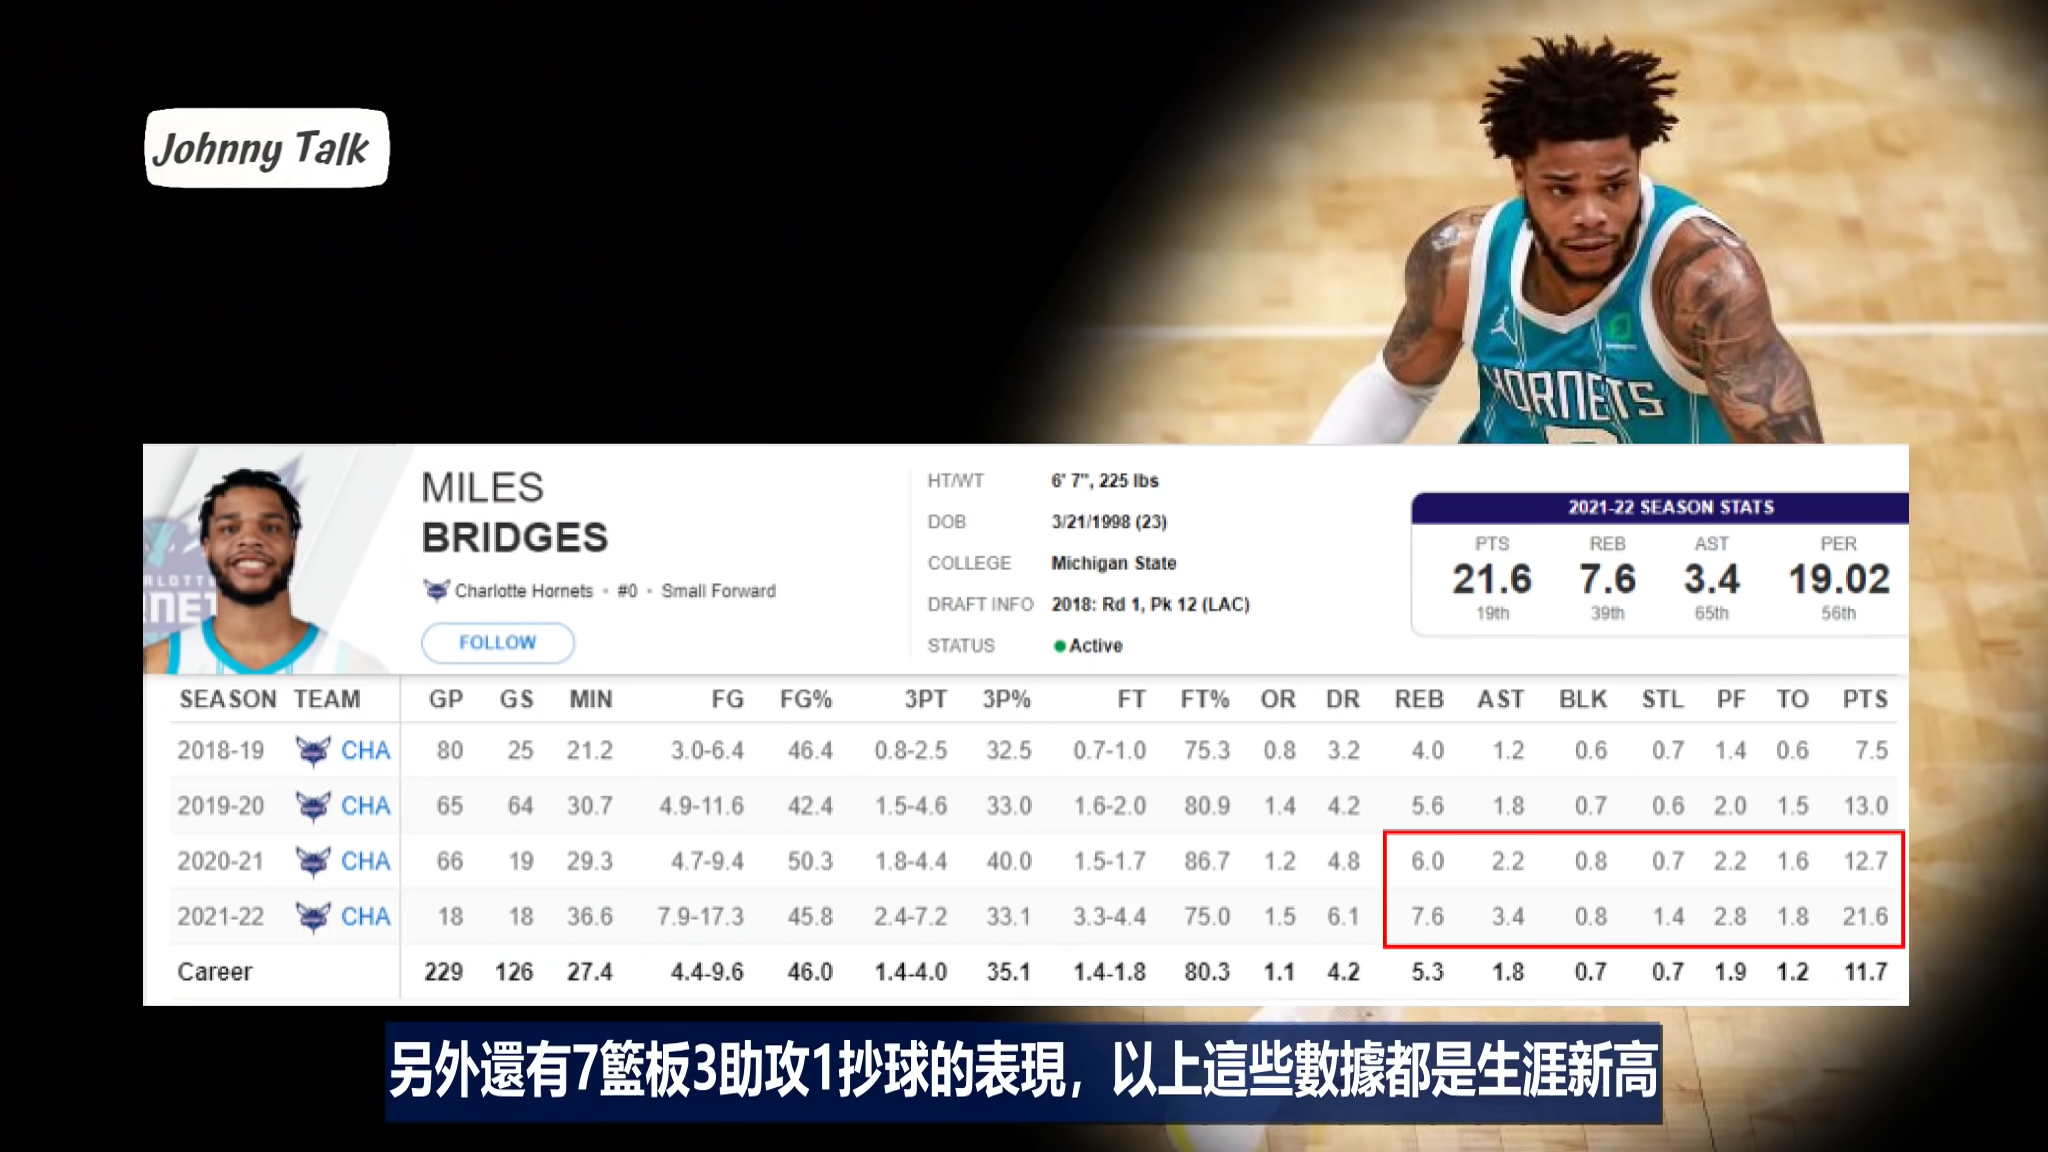 Johnny Talk
HORNETS
MILES
BRIDGES
Charlotte Hornets • #0 • Small Forward
FOLLOW
HT/WT 6' 7", 225 lbs
DOB 3/21/1998 (23)
COLLEGE Michigan State
DRAFT INFO 2018: Rd 1, Pk 12 (LAC)
STATUS Active
2021-22 SEASON STATS
PTS REB AST PER
21.6 7.6 3.4 19.02
19th 39th 65th 56th
SEASON TEAM GP GS MIN FG FG% 3PT 3P% FT FT% OR DR REB AST BLK STL PF TO PTS
2018-19 CHA 80 25 21.2 3.0-6.4 46.4 0.8-2.5 32.5 0.7-1.0 75.3 0.8 3.2 4.0 1.2 0.6 0.7 1.4 0.6 7.5
2019-20 CHA 65 64 30.7 4.9-11.6 42.4 1.5-4.6 33.0 1.6-2.0 80.9 1.4 4.2 5.6 1.8 0.7 0.6 2.0 1.5 13.0
2020-21 CHA 66 19 29.3 4.7-9.4 50.3 1.8-4.4 40.0 1.5-1.7 86.7 1.2 4.8 6.0 2.2 0.8 0.7 2.2 1.6 12.7
2021-22 CHA 18 18 36.6 7.9-17.3 45.8 2.4-7.2 33.1 3.3-4.4 75.0 1.5 6.1 7.6 3.4 0.8 1.4 2.8 1.8 21.6
Career 229 126 27.4 4.4-9.6 46.0 1.4-4.0 35.1 1.4-1.8 80.3 1.1 4.2 5.3 1.8 0.7 0.7 1.9 1.2 11.7
另外還有7籃板3助攻1抄球的表現，以上這些數據都是生涯新高